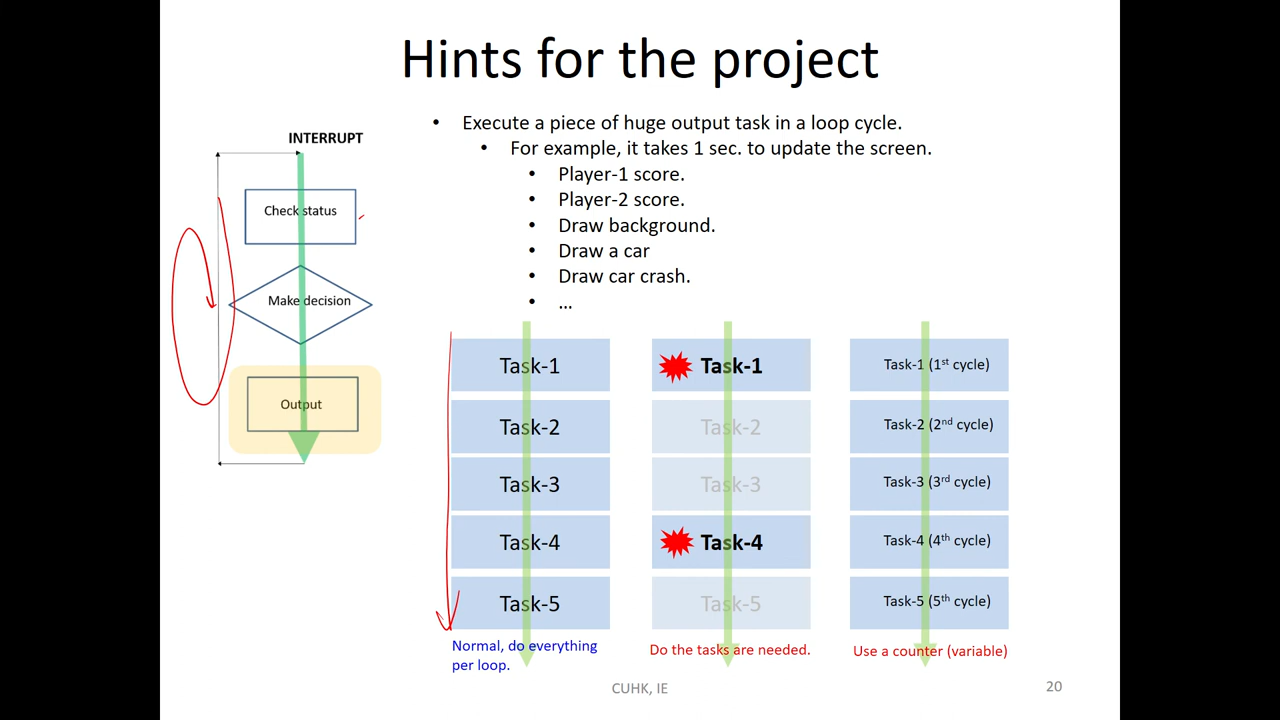 Hints for the project
• Execute a piece of huge output task in a loop cycle.
• For example, it takes 1 sec. to update the screen.
• Player-1 score.
• Player-2 score.
• Draw background.
• Draw a car
• Draw car crash.
• ...
INTERRUPT
Check status
Make decision
Output
Task-1
Task-2
Task-3
Task-4
Task-5
Normal, do everything
per loop.
Task-1
Task-2
Task-3
Task-4
Task-5
Do the tasks are needed.
Task-1 (1st cycle)
Task-2 (2nd cycle)
Task-3 (3rd cycle)
Task-4 (4th cycle)
Task-5 (5th cycle)
Use a counter (variable)
CUHK, IE
20